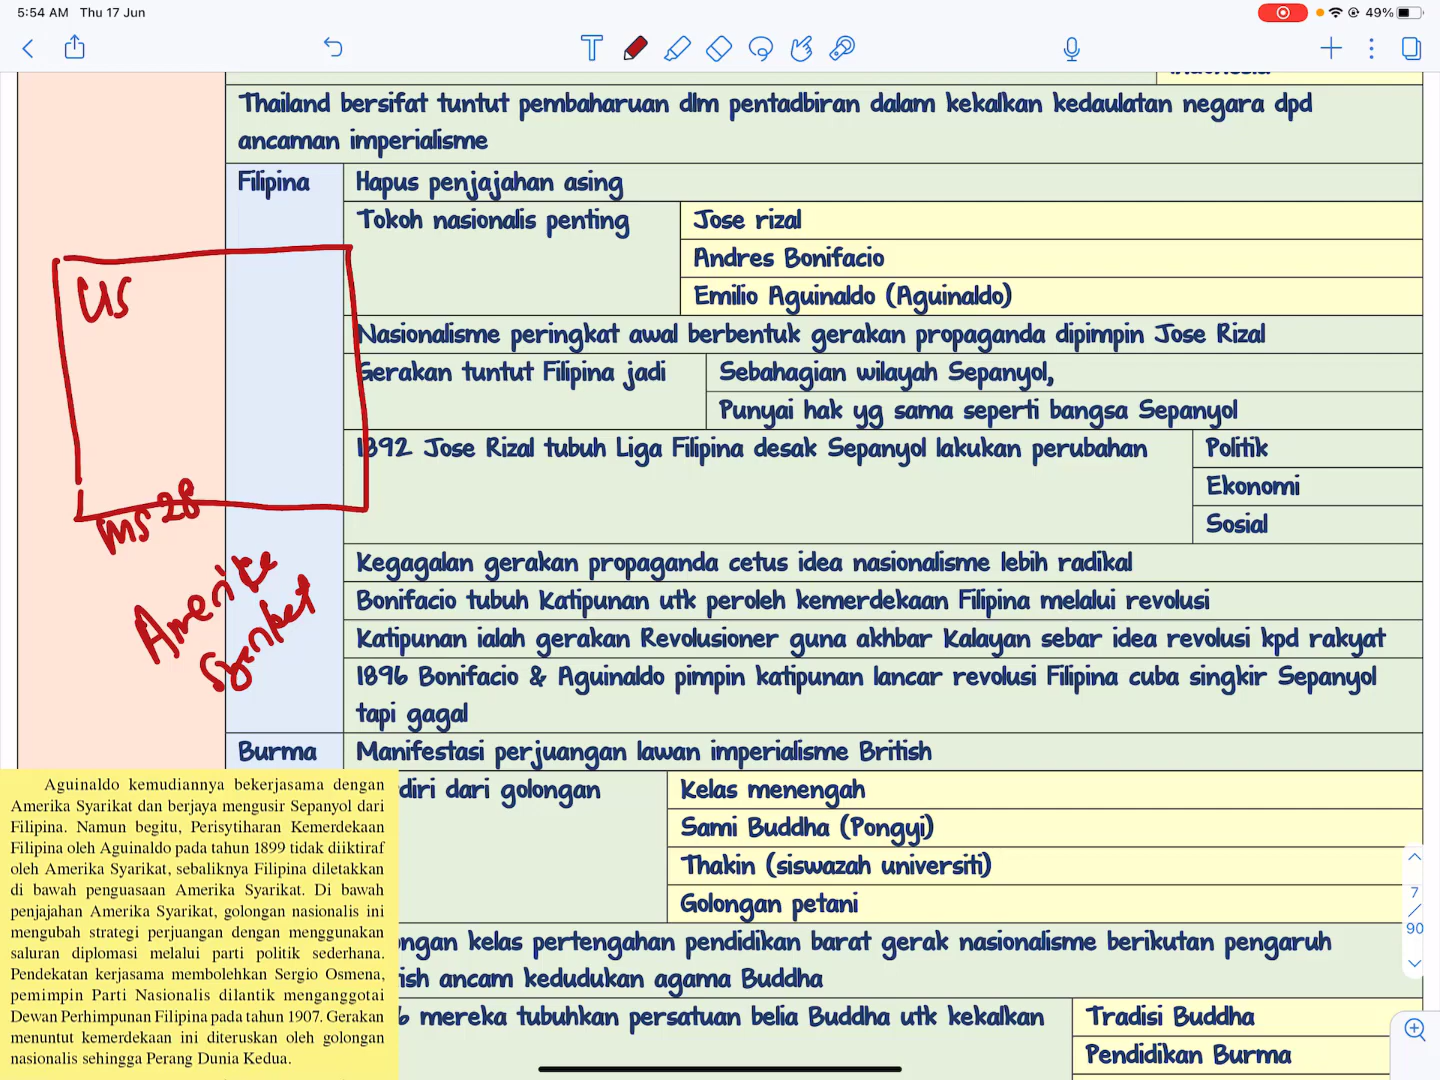 5:54 AM Thu 17 Jun
49%
Thailand bersifat tuntut pembaharuan dlm pentadbiran dalam kekalkan kedaulatan negara dpd
ancaman imperialisme
Filipina
Hapus penjajahan asing
Tokoh nasionalis penting
Jose rizal
Andres Bonifacio
Emilio Aguinaldo (Aguinaldo)
US
Nasionalisme peringkat awal berbentuk gerakan propaganda dipimpin Jose Rizal
Gerakan tuntut Filipina jadi
Sebahagian wilayah Sepanyol,
Punyai hak yg sama seperti bangsa Sepanyol
1892 Jose Rizal tubuh Liga Filipina desak Sepanyol lakukan perubahan
Politik
Ekonomi
Sosial
MS 28
Amerika
Kegagalan gerakan propaganda cetus idea nasionalisme lebih radikal
Bonifacio tubuh Katipunan utk peroleh kemerdekaan Filipina melalui revolusi
Katipunan ialah gerakan Revolusioner guna akhbar Kalayan sebar idea revolusi kpd rakyat
1896 Bonifacio & Aguinaldo pimpin katipunan lancar revolusi Filipina cuba singkir Sepanyol
tapi gagal
Burma
Manifestasi perjuangan lawan imperialisme British
diri dari golongan
Kelas menengah
Sami Buddha (Pongyi)
Thakin (siswazah universiti)
Golongan petani
ngan kelas pertengahan pendidikan barat gerak nasionalisme berikutan pengaruh
ish ancam kedudukan agama Buddha
6 mereka tubuhkan persatuan belia Buddha utk kekalkan
Tradisi Buddha
Pendidikan Burma
Aguinaldo kemudiannya bekerjasama dengan
Amerika Syarikat dan berjaya mengusir Sepanyol dari
Filipina. Namun begitu, Perisytiharan Kemerdekaan
Filipina oleh Aguinaldo pada tahun 1899 tidak diiktiraf
oleh Amerika Syarikat, sebaliknya Filipina diletakkan
di bawah penguasaan Amerika Syarikat. Di bawah
penjajahan Amerika Syarikat, golongan nasionalis ini
mengubah strategi perjuangan dengan menggunakan
saluran diplomasi melalui parti politik sederhana.
Pendekatan kerjasama membolehkan Sergio Osmena,
pemimpin Parti Nasionalis dilantik menganggotai
Dewan Perhimpunan Filipina pada tahun 1907. Gerakan
menuntut kemerdekaan ini diteruskan oleh golongan
nasionalis sehingga Perang Dunia Kedua.
7
/
90